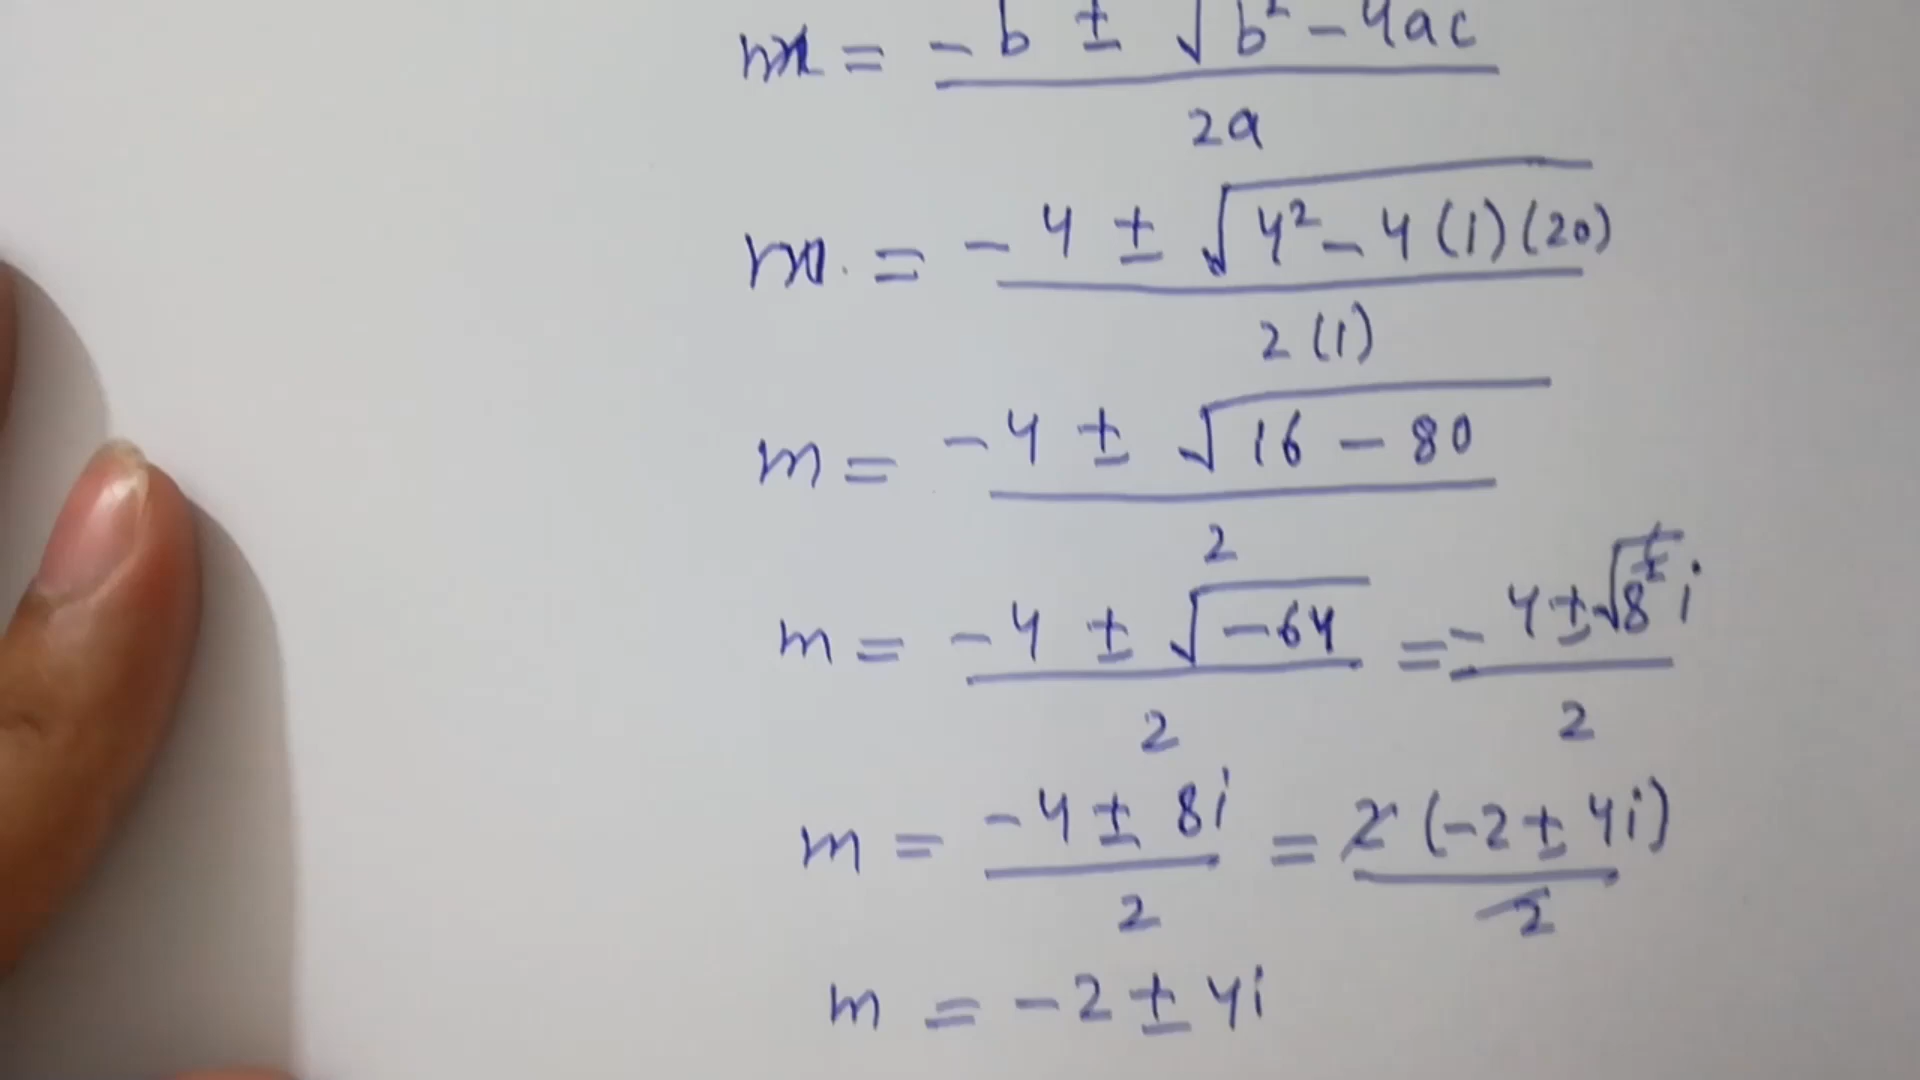 m = -b ± √b² - 4ac / 2a
m = -4 ± √4² - 4(1)(20) / 2(1)
m = -4 ± √16 - 80 / 2
m = -4 ± √-64 / 2 = -4 ± √8² i / 2
m = -4 ± 8i / 2 = 2(-2 ± 4i) / 2
m = -2 ± 4i